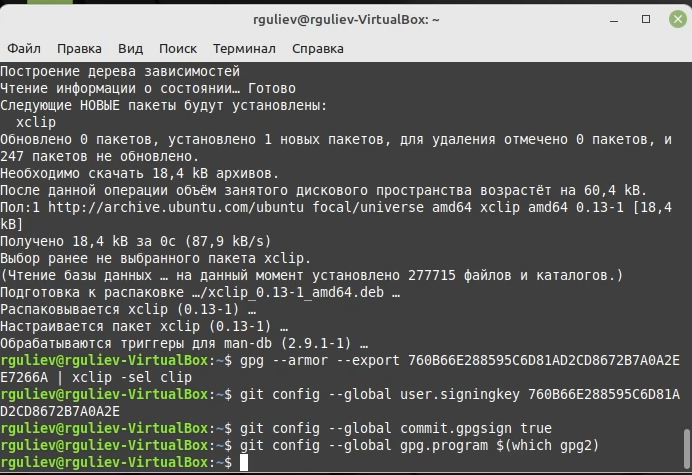 rguliev@rguliev-VirtualBox: ~
Файл Правка Вид Поиск Терминал Справка
Построение дерева зависимостей
Чтение информации о состоянии… Готово
Следующие НОВЫЕ пакеты будут установлены:
xclip
Обновлено 0 пакетов, установлено 1 новых пакетов, для удаления отмечено 0 пакетов, и
247 пакетов не обновлено.
Необходимо скачать 18,4 kB архивов.
После данной операции объём занятого дискового пространства возрастёт на 60,4 kB.
Пол:1 http://archive.ubuntu.com/ubuntu focal/universe amd64 xclip amd64 0.13-1 [18,4
kB]
Получено 18,4 kB за 0с (87,9 kB/s)
Выбор ранее не выбранного пакета xclip.
(Чтение базы данных … на данный момент установлено 277715 файлов и каталогов.)
Подготовка к распаковке …/xclip_0.13-1_amd64.deb …
Распаковывается xclip (0.13-1) …
Настраивается пакет xclip (0.13-1) …
Обрабатываются триггеры для man-db (2.9.1-1) …
rguliev@rguliev-VirtualBox:~$ gpg --armor --export 760B66E288595C6D81AD2CD8672B7A0A2E
E7266A | xclip -sel clip
rguliev@rguliev-VirtualBox:~$ git config --global user.signingkey 760B66E288595C6D81A
D2CD8672B7A0A2E
rguliev@rguliev-VirtualBox:~$ git config --global commit.gpgsign true
rguliev@rguliev-VirtualBox:~$ git config --global gpg.program $(which gpg2)
rguliev@rguliev-VirtualBox:~$